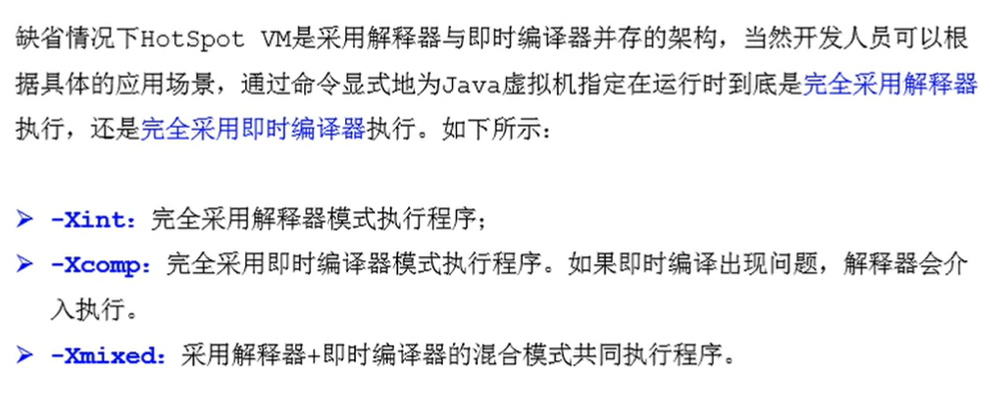 缺省情况下HotSpot VM是采用解释器与即时编译器并存的架构，当然开发人员可以根
据具体的应用场景，通过命令显式地为Java虚拟机指定在运行时到底是完全采用解释器
执行，还是完全采用即时编译器执行。如下所示：
➢ -Xint：完全采用解释器模式执行程序；
➢ -Xcomp：完全采用即时编译器模式执行程序。如果即时编译出现问题，解释器会介
入执行。
➢ -Xmixed：采用解释器+即时编译器的混合模式共同执行程序。